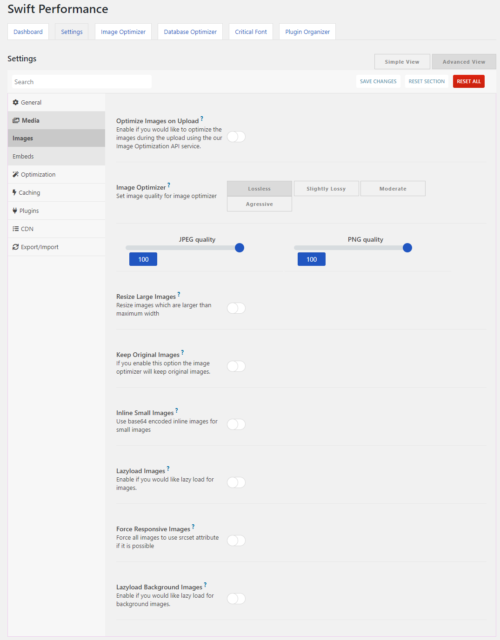 Swift Performance
Dashboard
Settings
Image Optimizer
Database Optimizer
Critical Font
Plugin Organizer
Settings
Simple View
Advanced View
Search
SAVE CHANGES
RESET SECTION
RESET ALL
General
Media
Images
Embeds
Optimization
Caching
Plugins
CDN
Export/Import
Optimize Images on Upload ?
Enable if you would like to optimize the
images during the upload using the our
Image Optimization API service.
Image Optimizer ?
Set image quality for image optimizer
Lossless
Slightly Lossy
Moderate
Agressive
JPEG quality
100
PNG quality
100
Resize Large Images ?
Resize images which are larger than
maximum width
Keep Original Images ?
If you enable this option the image
optimizer will keep original images.
Inline Small Images ?
Use base64 encoded inline images for
small images
Lazyload Images ?
Enable if you would like lazy load for
images.
Force Responsive Images ?
Force all images to use srcset attribute
if it is possible
Lazyload Background Images ?
Enable if you would like lazy load for
background images.